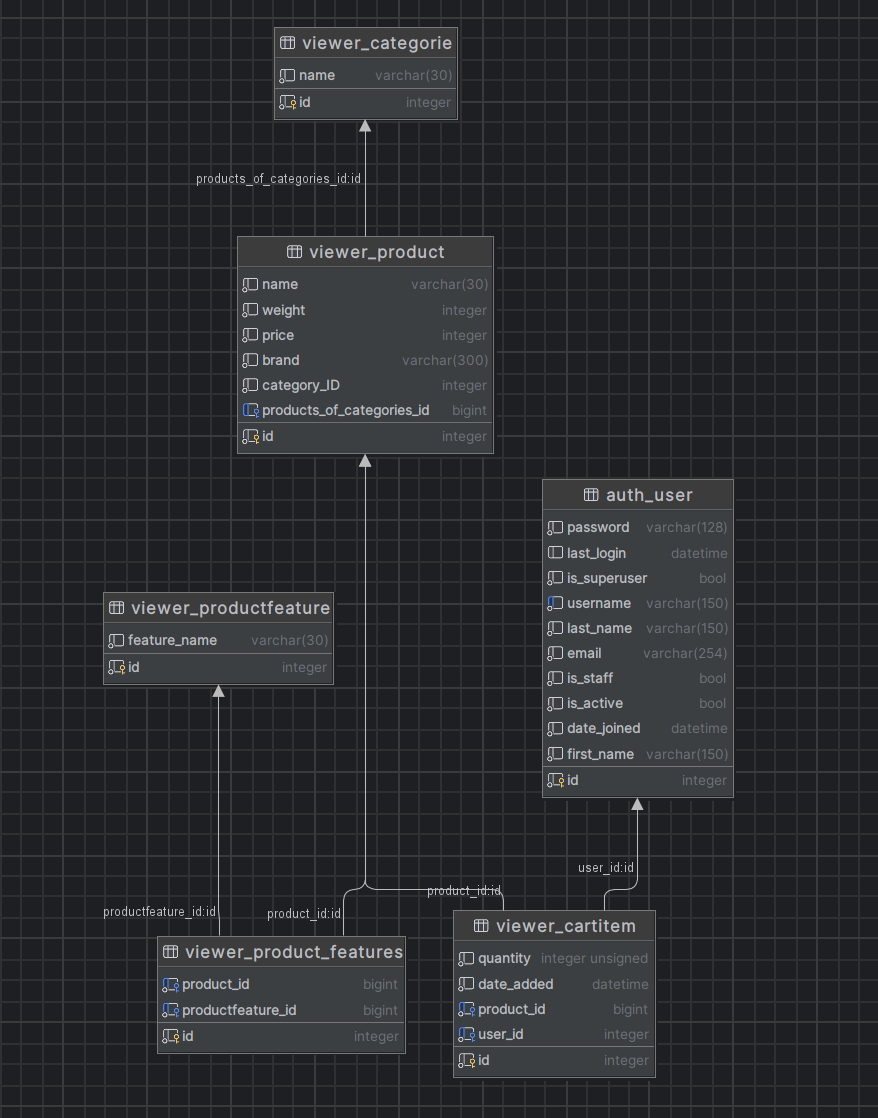 viewer_categorie
name varchar(30)
id integer
products_of_categories_id:id
viewer_product
name varchar(30)
weight integer
price integer
brand varchar(300)
category_ID integer
products_of_categories_id bigint
id integer
auth_user
password varchar(128)
last_login datetime
is_superuser bool
username varchar(150)
last_name varchar(150)
email varchar(254)
is_staff bool
is_active bool
date_joined datetime
first_name varchar(150)
id integer
viewer_productfeature
feature_name varchar(30)
id integer
user_id:id
product_id:id
productfeature_id:id
product_id:id
viewer_product_features
product_id bigint
productfeature_id bigint
id integer
viewer_cartitem
quantity integer unsigned
date_added datetime
product_id bigint
user_id integer
id integer